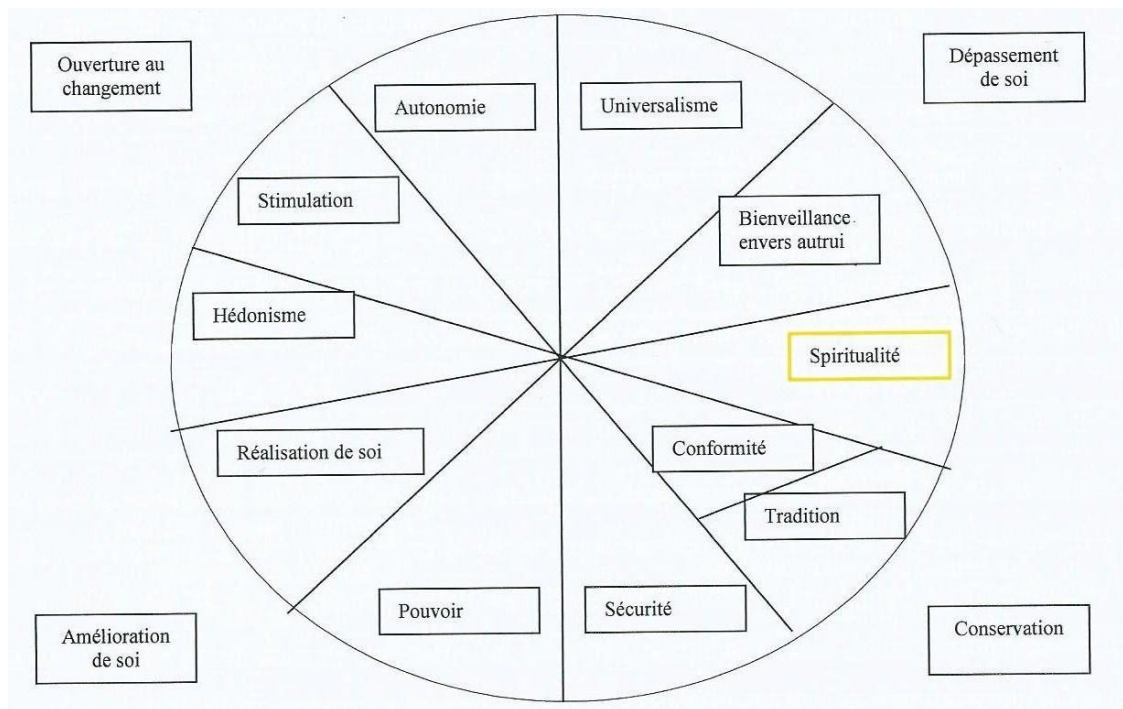 Ouverture au
changement
Dépassement
de soi
Autonomie
Universalisme
Stimulation
Bienveillance
envers autrui
Hédonisme
Spiritualité
Réalisation de soi
Conformité
Tradition
Pouvoir
Sécurité
Amélioration
de soi
Conservation